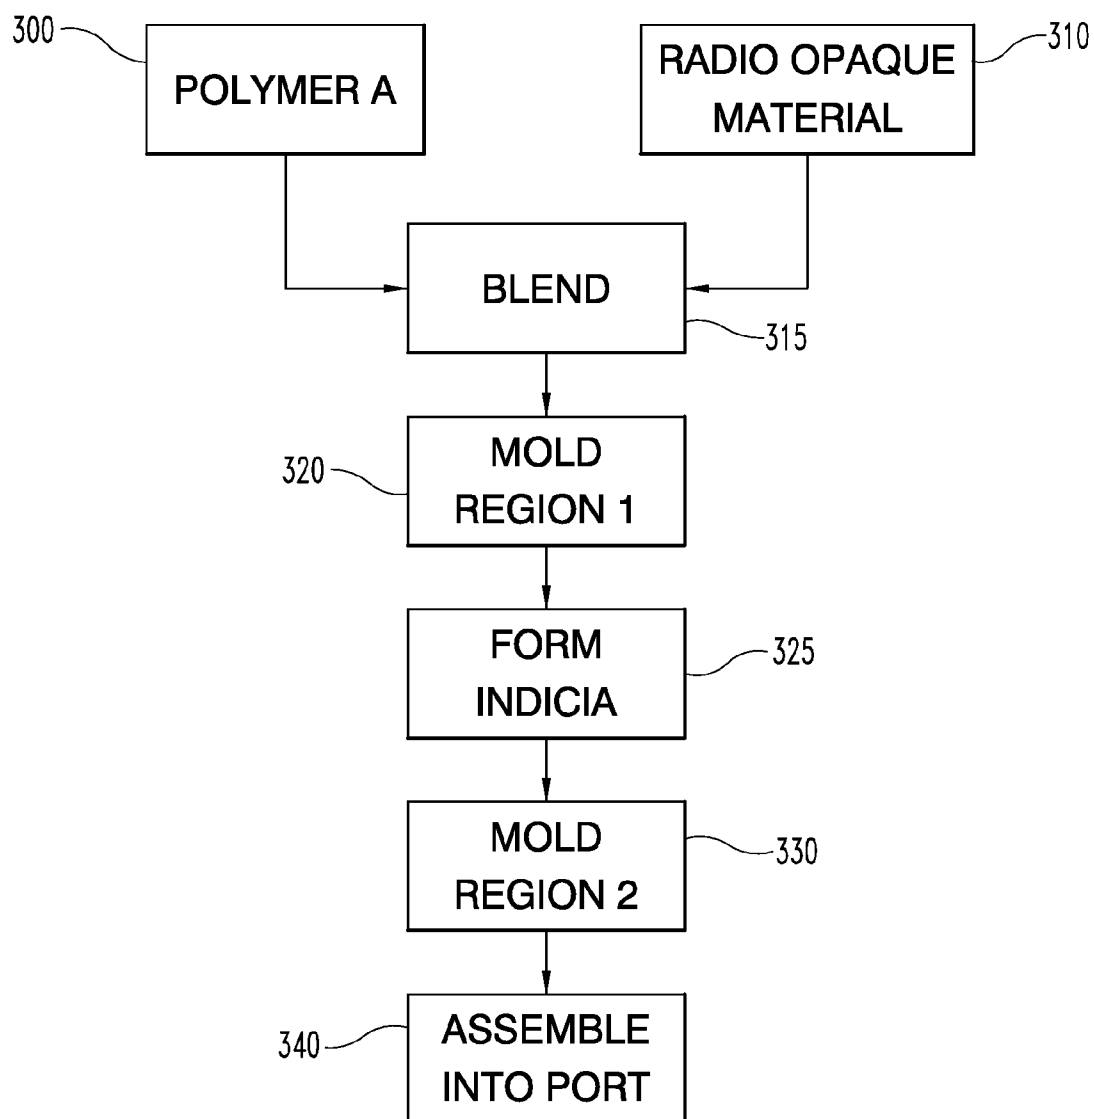 300
POLYMER A
RADIO OPAQUE
MATERIAL
310
BLEND
315
MOLD
REGION 1
320
FORM
INDICIA
325
MOLD
REGION 2
330
ASSEMBLE
INTO PORT
340